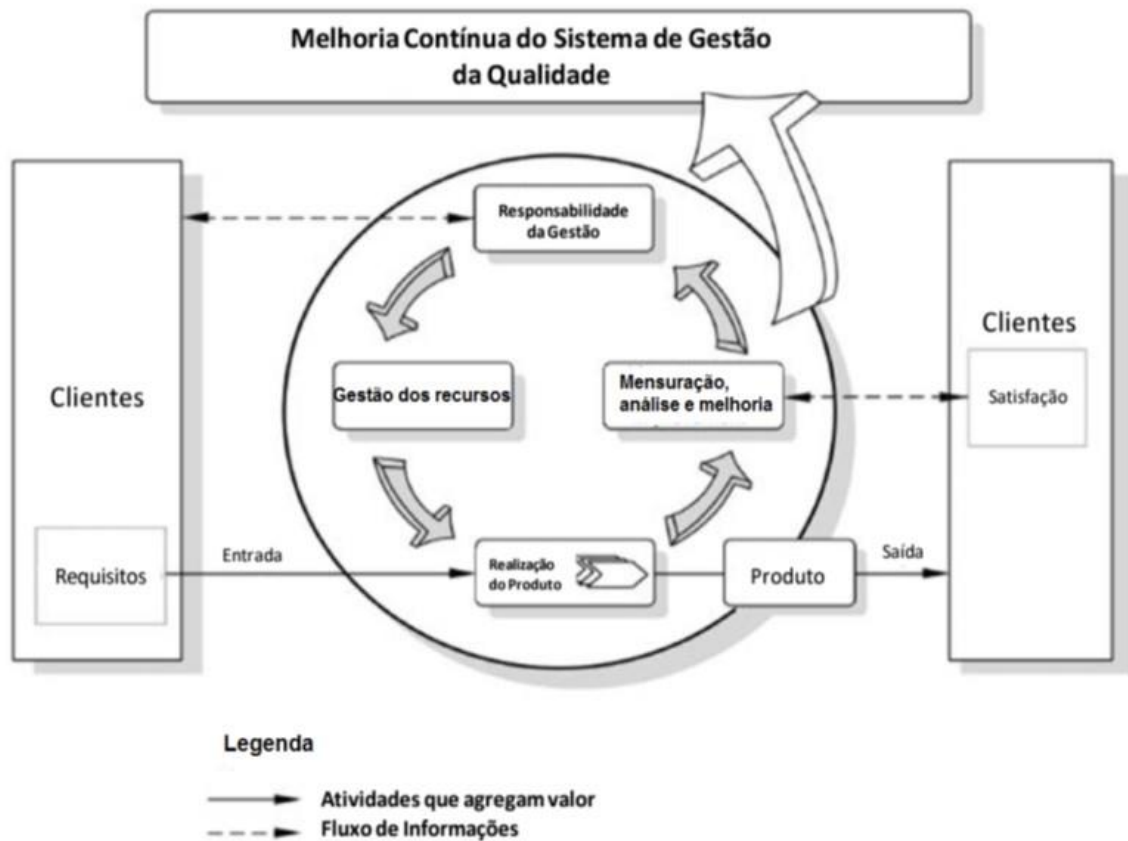 Melhoria Contínua do Sistema de Gestão
da Qualidade
Responsabilidade
da Gestão
Clientes
Clientes
Gestão dos recursos
Mensuração,
análise e melhoria
Satisfação
Requisitos
Entrada
Realização
do Produto
Produto
Saída
Legenda
Atividades que agregam valor
Fluxo de Informações